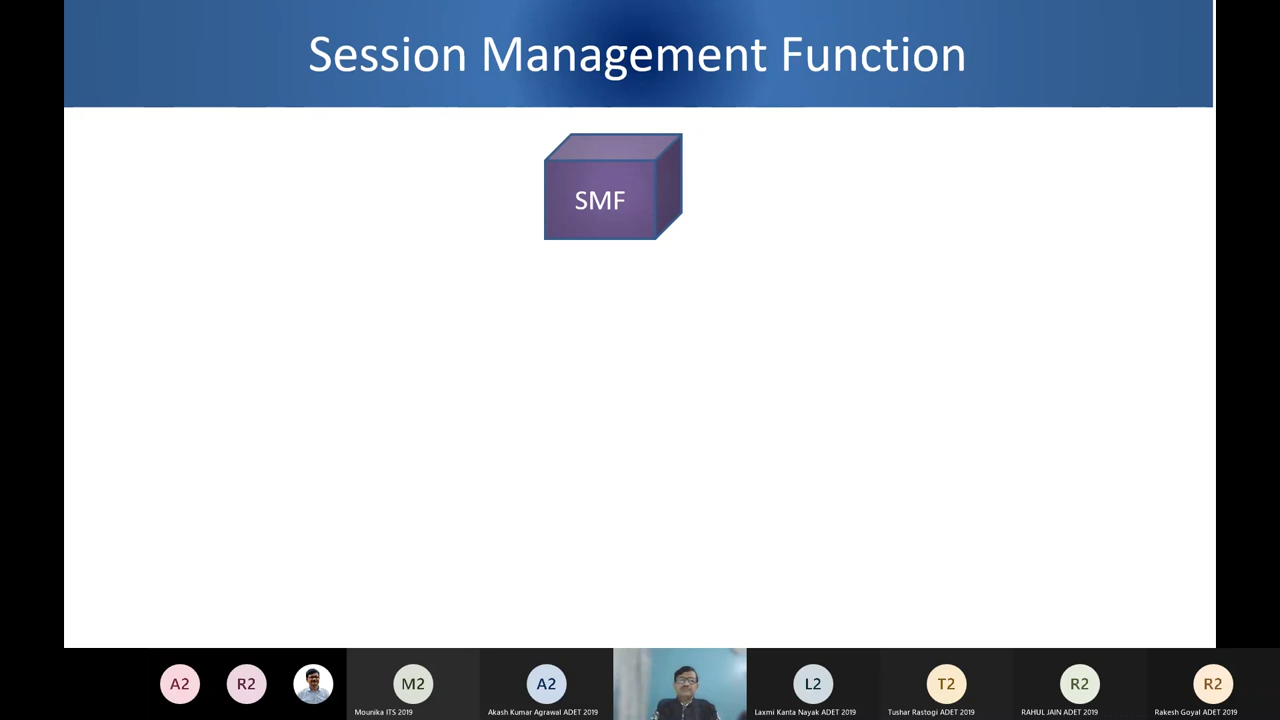 Session Management Function
SMF
A2
R2
M2
Mounika ITS 2019
A2
Akash Kumar Agrawal ADET 2019
L2
Laxmi Kanta Nayak ADET 2019
T2
Tushar Rastogi ADET 2019
R2
RAHUL JAIN ADET 2019
R2
Rakesh Goyal ADET 2019